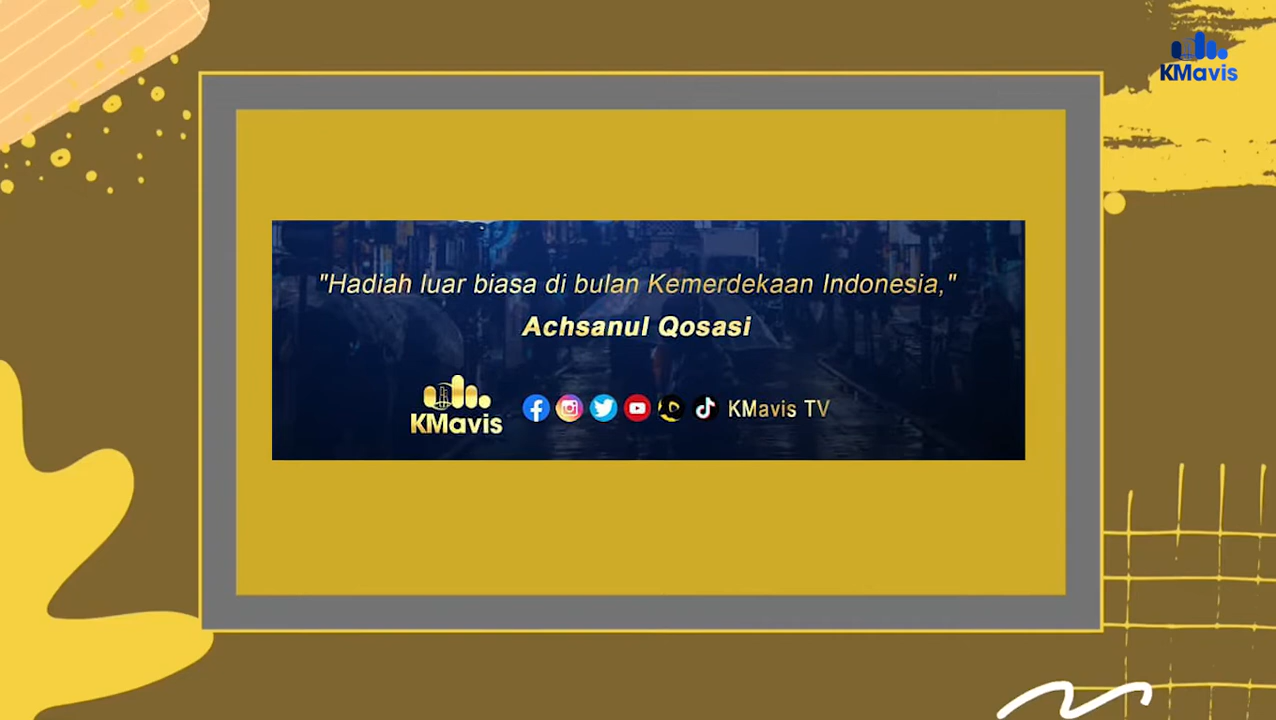 KMavis
"Hadiah luar biasa di bulan Kemerdekaan Indonesia,"
Achsanul Qosasi
KMavis
KMavis TV